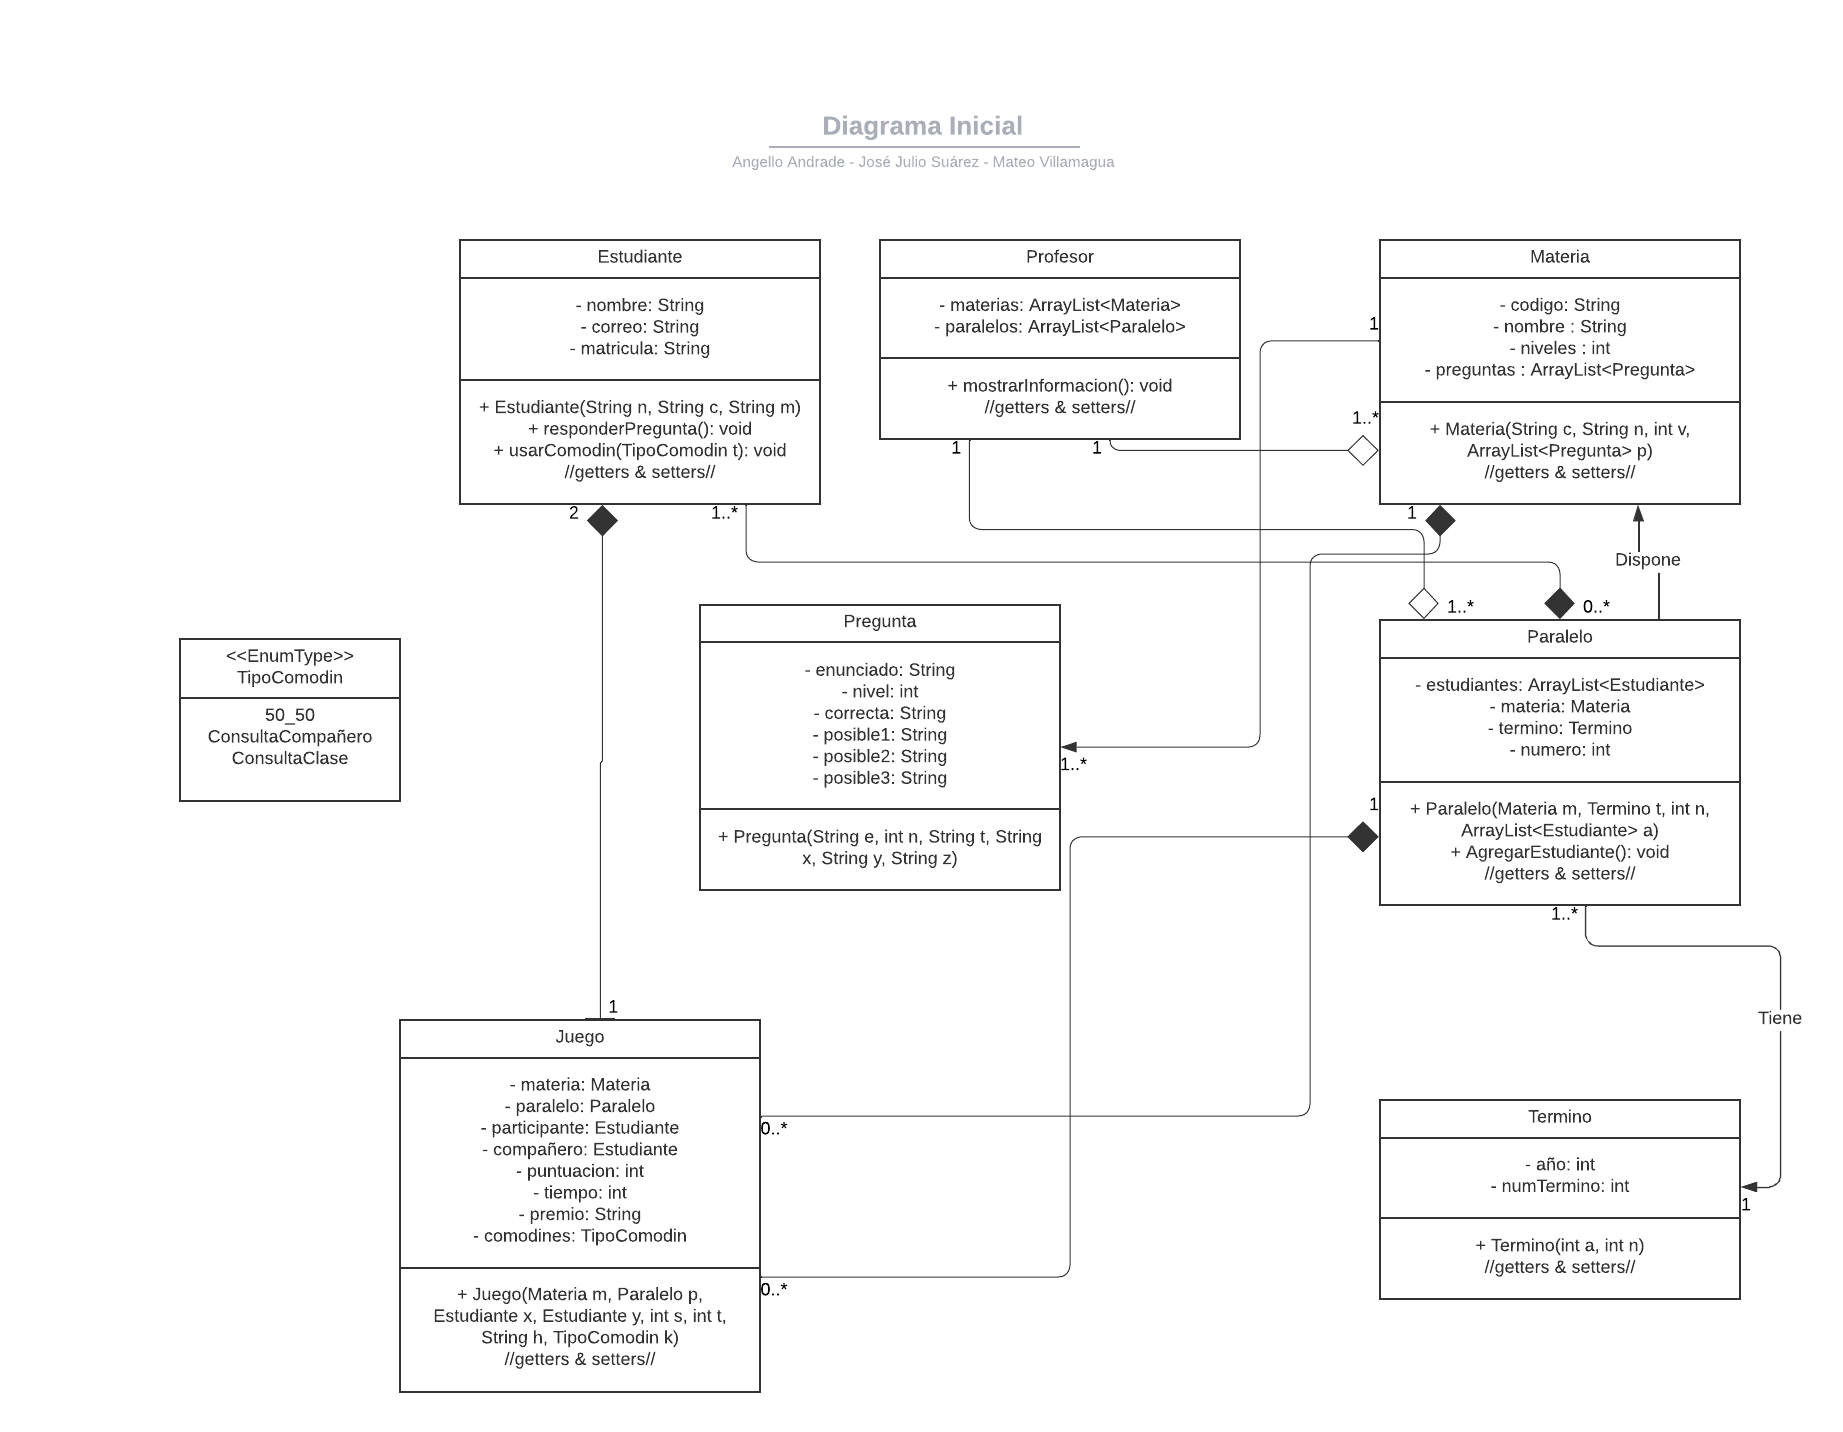 Diagrama Inicial
Angello Andrade - José Julio Suárez - Mateo Villamagua
Estudiante
- nombre: String
- correo: String
- matricula: String
+ Estudiante(String n, String c, String m)
+ responderPregunta(): void
+ usarComodin(TipoComodin t): void
//getters & setters//
2
1..*
Profesor
- materias: ArrayList<Materia>
- paralelos: ArrayList<Paralelo>
+ mostrarInformacion(): void
//getters & setters//
1
1
Materia
- codigo: String
- nombre : String
- niveles : int
- preguntas : ArrayList<Pregunta>
+ Materia(String c, String n, int v,
ArrayList<Pregunta> p)
//getters & setters//
1
1..*
1
Dispone
1..*
0..*
<<EnumType>>
TipoComodin
50_50
ConsultaCompañero
ConsultaClase
Pregunta
- enunciado: String
- nivel: int
- correcta: String
- posible1: String
- posible2: String
- posible3: String
+ Pregunta(String e, int n, String t, String
x, String y, String z)
1..*
Paralelo
- estudiantes: ArrayList<Estudiante>
- materia: Materia
- termino: Termino
- numero: int
+ Paralelo(Materia m, Termino t, int n,
ArrayList<Estudiante> a)
+ AgregarEstudiante(): void
//getters & setters//
1
1..*
Tiene
1
Juego
- materia: Materia
- paralelo: Paralelo
- participante: Estudiante
- compañero: Estudiante
- puntuacion: int
- tiempo: int
- premio: String
- comodines: TipoComodin
+ Juego(Materia m, Paralelo p,
Estudiante x, Estudiante y, int s, int t,
String h, TipoComodin k)
//getters & setters//
0..*
0..*
Termino
- año: int
- numTermino: int
+ Termino(int a, int n)
//getters & setters//
1